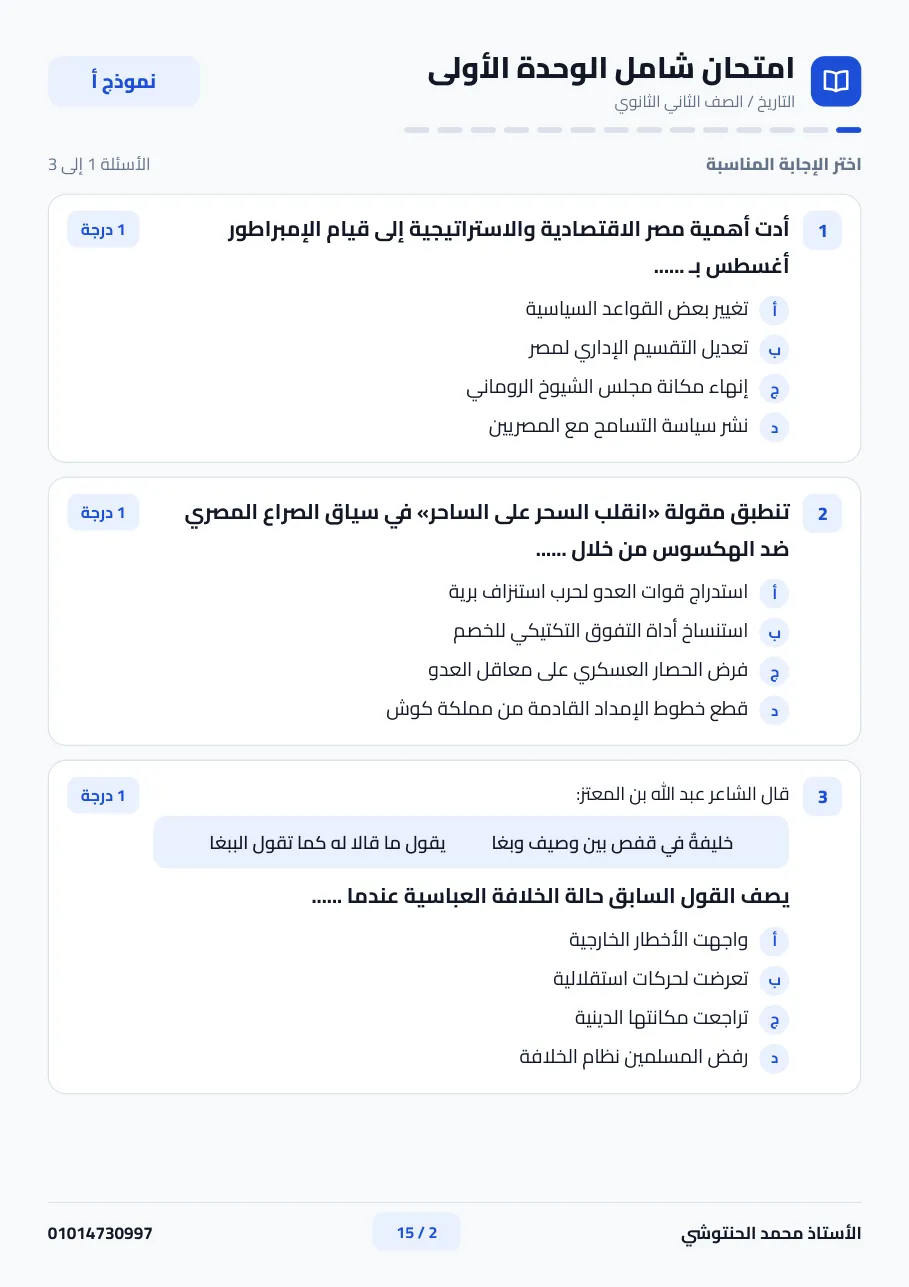 امتحان شامل الوحدة الأولى
التاريخ / الصف الثاني الثانوي
نموذج أ
اختر الإجابة المناسبة
الأسئلة 1 إلى 3
1
أدت أهمية مصر الاقتصادية والاستراتيجية إلى قيام الإمبراطور
أغسطس بـ ......
1 درجة
أ تغيير بعض القواعد السياسية
ب تعديل التقسيم الإداري لمصر
ج إنهاء مكانة مجلس الشيوخ الروماني
د نشر سياسة التسامح مع المصريين
2
تنطبق مقولة «انقلب السحر على الساحر» في سياق الصراع المصري
ضد الهكسوس من خلال ......
1 درجة
أ استدراج قوات العدو لحرب استنزاف برية
ب استنساخ أداة التفوق التكتيكي للخصم
ج فرض الحصار العسكري على معاقل العدو
د قطع خطوط الإمداد القادمة من مملكة كوش
3
قال الشاعر عبد الله بن المعتز:
1 درجة
خليفةٌ في قفص بين وصيف وبغا يقول ما قالا له كما تقول الببغا
يصف القول السابق حالة الخلافة العباسية عندما ......
أ واجهت الأخطار الخارجية
ب تعرضت لحركات استقلالية
ج تراجعت مكانتها الدينية
د رفض المسلمين نظام الخلافة
الأستاذ محمد الحنتوشي
2 / 15
01014730997